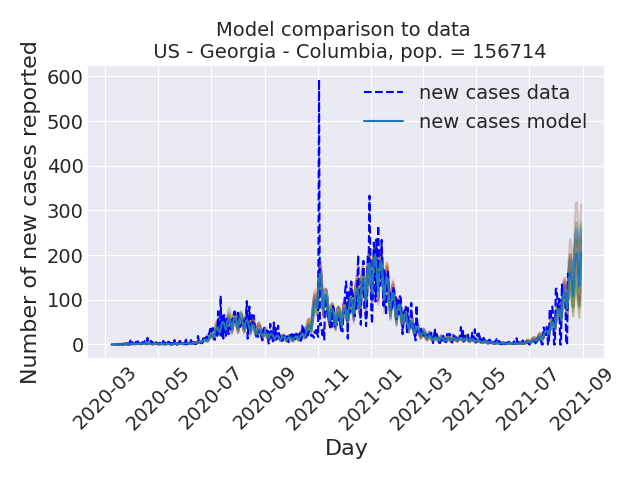 Model comparison to data
US - Georgia - Columbia, pop. = 156714
Number of new cases reported
600
500
400
300
200
100
0
new cases data
new cases model
2020-03
2020-05
2020-07
2020-09
2020-11
2021-01
2021-03
2021-05
2021-07
2021-09
Day